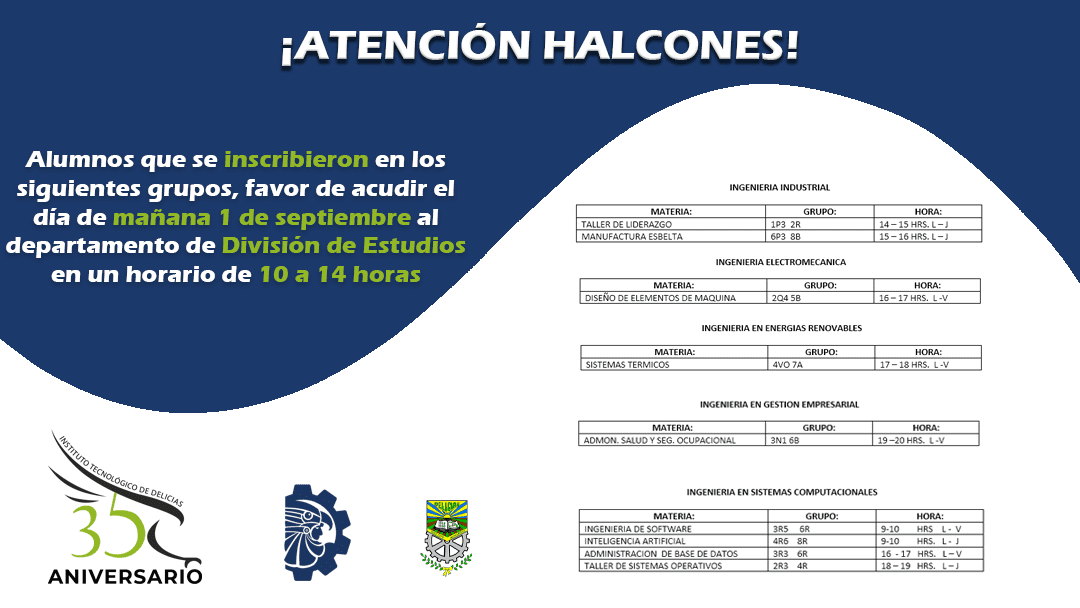 ¡ATENCIÓN HALCONES!
Alumnos que se inscribieron en los
siguientes grupos, favor de acudir el
día de mañana 1 de septiembre al
departamento de División de Estudios
en un horario de 10 a 14 horas
INGENIERIA INDUSTRIAL
MATERIA: GRUPO: HORA:
TALLER DE LIDERAZGO 1P3 2R 14 – 15 HRS. L – J
MANUFACTURA ESBELTA 6P3 8B 15 – 16 HRS. L – J
INGENIERIA ELECTROMECANICA
MATERIA: GRUPO: HORA:
DISEÑO DE ELEMENTOS DE MAQUINA 2Q4 5B 16 – 17 HRS. L -V
INGENIERIA EN ENERGIAS RENOVABLES
MATERIA: GRUPO: HORA:
SISTEMAS TERMICOS 4VO 7A 17 – 18 HRS. L -V
INGENIERIA EN GESTION EMPRESARIAL
MATERIA: GRUPO: HORA:
ADMON. SALUD Y SEG. OCUPACIONAL 3N1 6B 19 –20 HRS. L -V
INGENIERIA EN SISTEMAS COMPUTACIONALES
MATERIA: GRUPO: HORA:
INGENIERIA DE SOFTWARE 3R5 6R 9-10 HRS L - V
INTELIGENCIA ARTIFICIAL 4R6 8R 9-10 HRS. L - J
ADMINISTRACION DE BASE DE DATOS 3R3 6R 16 - 17 HRS. L – V
TALLER DE SISTEMAS OPERATIVOS 2R3 4R 18 – 19 HRS. L – J
INSTITUTO TECNOLÓGICO DE DELICIAS
35
ANIVERSARIO
DELICIAS